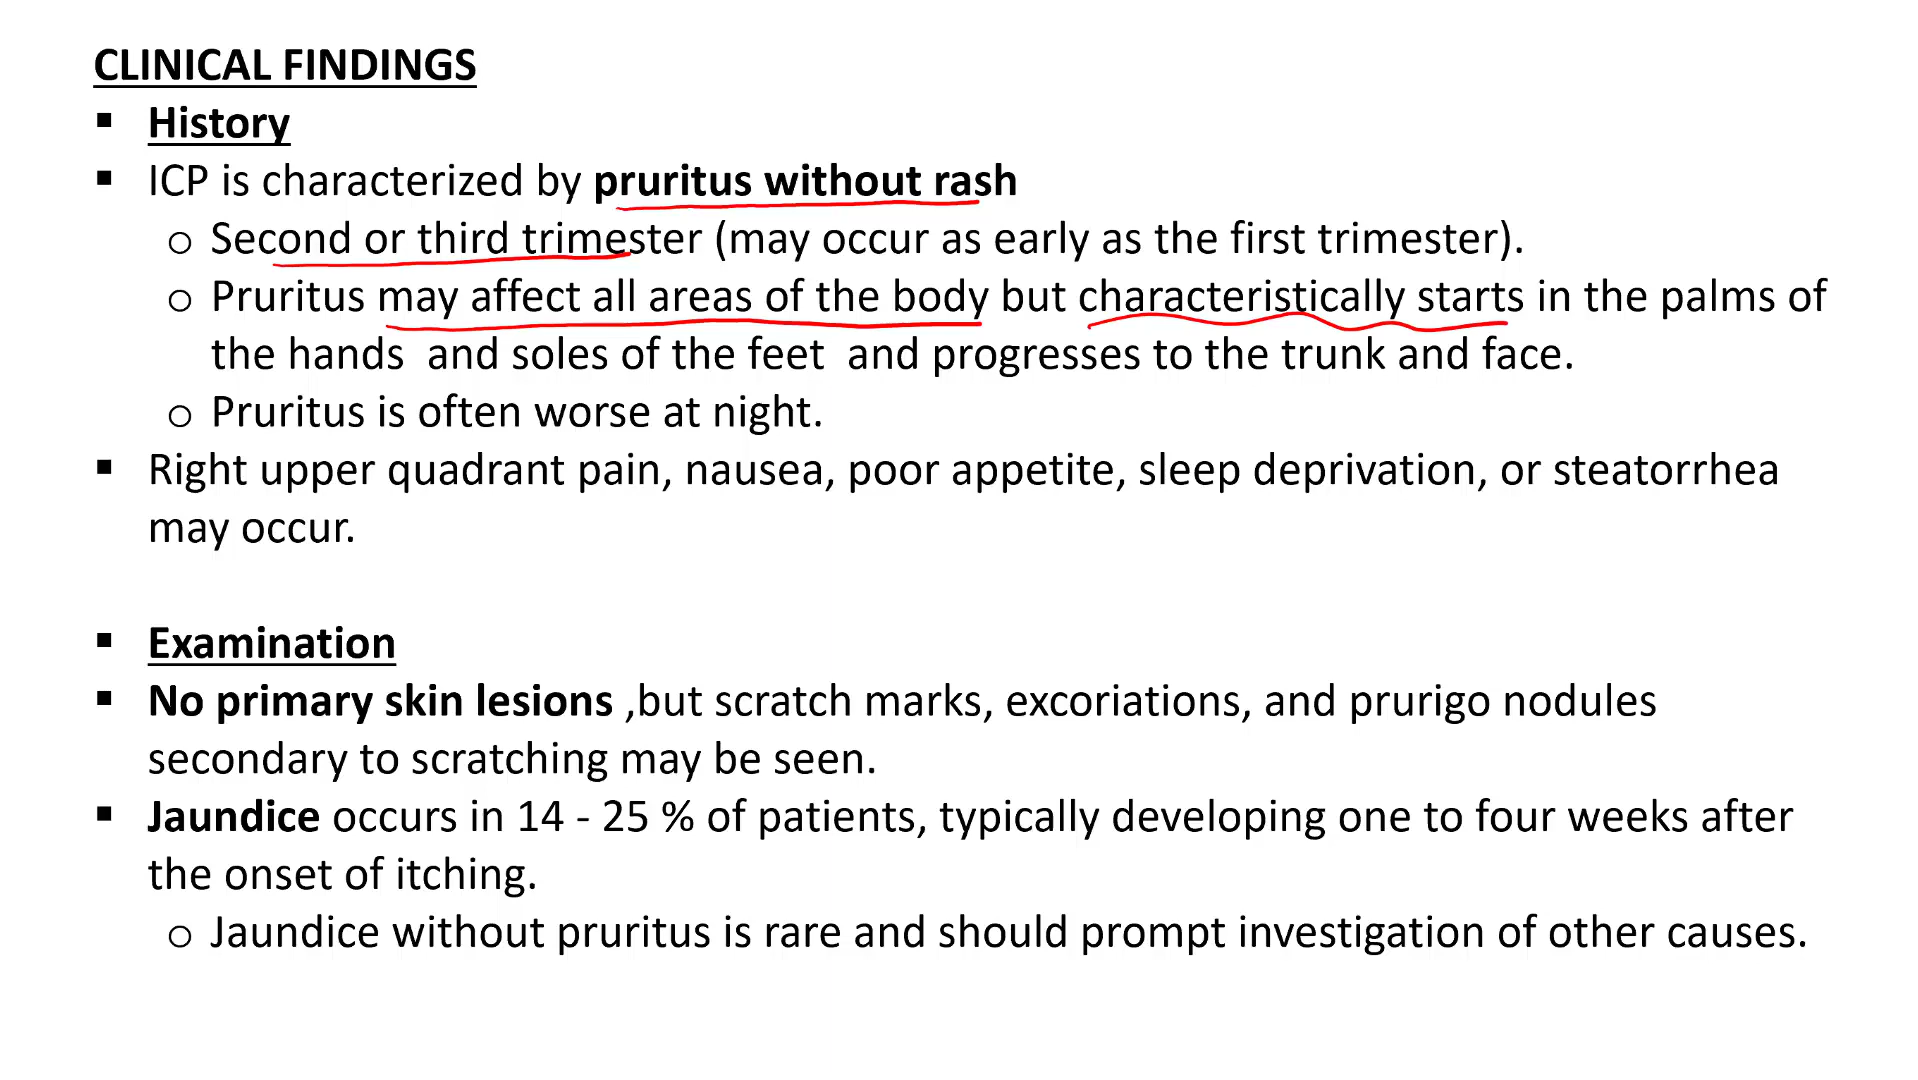 CLINICAL FINDINGS
▪ History
▪ ICP is characterized by pruritus without rash
o Second or third trimester (may occur as early as the first trimester).
o Pruritus may affect all areas of the body but characteristically starts in the palms of
the hands  and soles of the feet  and progresses to the trunk and face.
o Pruritus is often worse at night.
▪ Right upper quadrant pain, nausea, poor appetite, sleep deprivation, or steatorrhea
may occur.
▪ Examination
▪ No primary skin lesions ,but scratch marks, excoriations, and prurigo nodules
secondary to scratching may be seen.
▪ Jaundice occurs in 14 - 25 % of patients, typically developing one to four weeks after
the onset of itching.
o Jaundice without pruritus is rare and should prompt investigation of other causes.